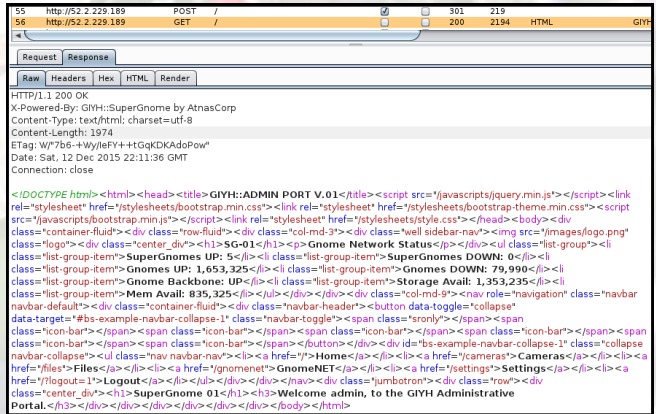 55 http://52.2.229.189 POST / 301 219
56 http://52.2.229.189 GET / 200 2194 HTML GIYH
Request Response
Raw Headers Hex HTML Render
HTTP/1.1 200 OK
X-Powered-By: GIYH::SuperGnome by AtnasCorp
Content-Type: text/html; charset=utf-8
Content-Length: 1974
ETag: W/"7b6-+Wy/IeFY++tGqKDKAdoPow"
Date: Sat, 12 Dec 2015 22:11:36 GMT
Connection: close
<!DOCTYPE html><html><head><title>GIYH::ADMIN PORT V.01</title><script src="/javascripts/jquery.min.js"></script><link
rel="stylesheet" href="/stylesheets/bootstrap.min.css"><link rel="stylesheet" href="/stylesheets/bootstrap-theme.min.css"><script
src="/javascripts/bootstrap.min.js"></script><link rel="stylesheet" href="/stylesheets/style.css"></head><body><div
class="container-fluid"><div class="row-fluid"><div class="col-md-3"><div class="well sidebar-nav"><img src="/images/logo.png"
class="logo"><div class="center_div"><h1>SG-01</h1><p>Gnome Network Status</p></div><ul class="list-group"><li
class="list-group-item">SuperGnomes UP: 5</li><li class="list-group-item">SuperGnomes DOWN: 0</li><li
class="list-group-item">Gnomes UP: 1,653,325</li><li class="list-group-item">Gnomes DOWN: 79,990</li><li
class="list-group-item">Gnome Backbone: UP</li><li class="list-group-item">Storage Avail: 1,353,235</li><li
class="list-group-item">Mem Avail: 835,325</li></ul></div></div><div class="col-md-9"><nav role="navigation" class="navbar
navbar-default"><div class="container-fluid"><div class="navbar-header"><button data-toggle="collapse"
data-target="#bs-example-navbar-collapse-1" class="navbar-toggle"><span class="sronly"></span><span
class="icon-bar"></span><span class="icon-bar"></span><span class="icon-bar"></span><span class="icon-bar"></span><span
class="icon-bar"></span><span class="icon-bar"></span></button></div><div id="bs-example-navbar-collapse-1" class="collapse
navbar-collapse"><ul class="nav navbar-nav"><li><a href="/">Home</a></li><li><a href="/cameras">Cameras</a></li><li><a
href="/files">Files</a></li><li><a href="/gnomenet">GnomeNET</a></li><li><a href="/settings">Settings</a></li><li><a
href="/?logout=1">Logout</a></li></ul></div></div></nav><div class="jumbotron"><div class="row"><div
class="center_div"><h1>SuperGnome 01</h1><h3>Welcome admin, to the GIYH Administrative
Portal.</h3></div></div></div></div></div></div></body></html>